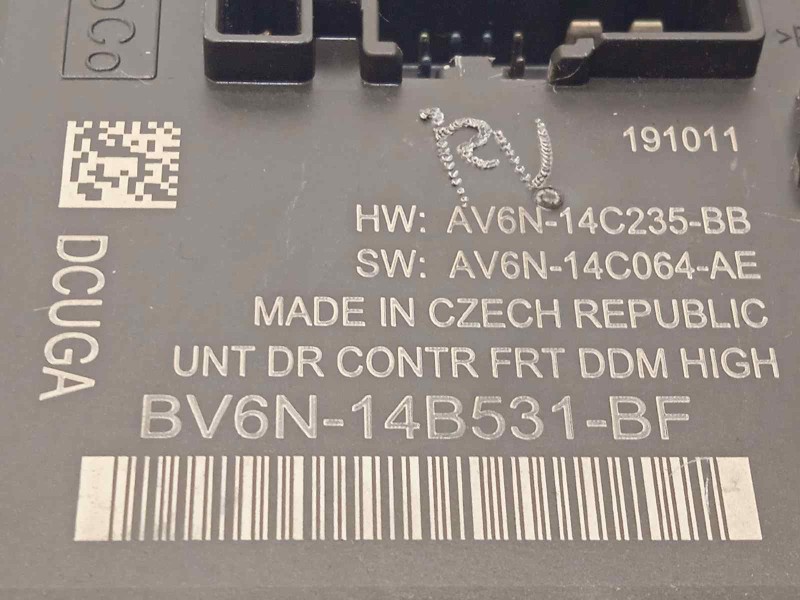 191011
HW: AV6N-14C235-BB
SW: AV6N-14C064-AE
MADE IN CZECH REPUBLIC
UNT DR CONTR FRT DDM HIGH
BV6N-14B531-BF
DCUGA